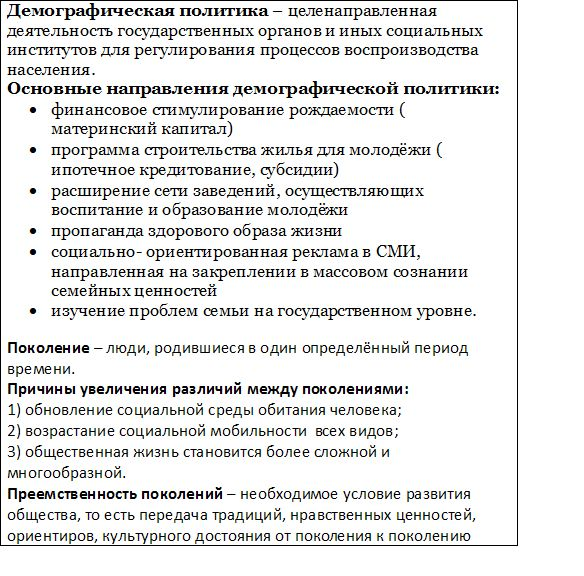 Демографическая политика – целенаправленная
деятельность государственных органов и иных социальных
институтов для регулирования процессов воспроизводства
населения.
Основные направления демографической политики:
• финансовое стимулирование рождаемости (
материнский капитал)
• программа строительства жилья для молодёжи (
ипотечное кредитование, субсидии)
• расширение сети заведений, осуществляющих
воспитание и образование молодёжи
• пропаганда здорового образа жизни
• социально- ориентированная реклама в СМИ,
направленная на закреплении в массовом сознании
семейных ценностей
• изучение проблем семьи на государственном уровне.
Поколение – люди, родившиеся в один определённый период
времени.
Причины увеличения различий между поколениями:
1) обновление социальной среды обитания человека;
2) возрастание социальной мобильности всех видов;
3) общественная жизнь становится более сложной и
многообразной.
Преемственность поколений – необходимое условие развития
общества, то есть передача традиций, нравственных ценностей,
ориентиров, культурного достояния от поколения к поколению